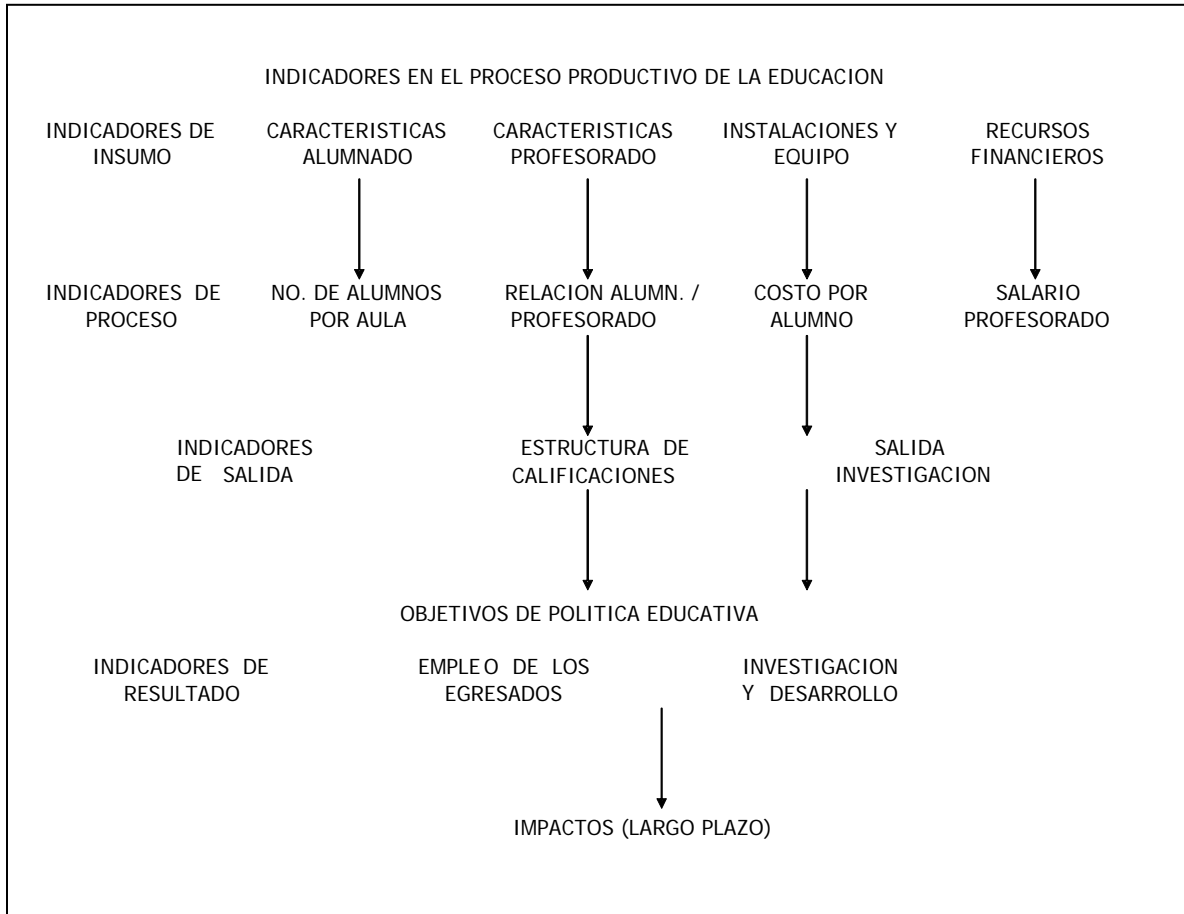 INDICADORES EN EL PROCESO PRODUCTIVO DE LA EDUCACION
INDICADORES DE
INSUMO
CARACTERISTICAS
ALUMNADO
CARACTERISTICAS
PROFESORADO
INSTALACIONES Y
EQUIPO
RECURSOS
FINANCIEROS
INDICADORES DE
PROCESO
NO. DE ALUMNOS
POR AULA
RELACION ALUMN. /
PROFESORADO
COSTO POR
ALUMNO
SALARIO
PROFESORADO
INDICADORES
DE SALIDA
ESTRUCTURA DE
CALIFICACIONES
SALIDA
INVESTIGACION
OBJETIVOS DE POLITICA EDUCATIVA
INDICADORES DE
RESULTADO
EMPLEO DE LOS
EGRESADOS
INVESTIGACION
Y DESARROLLO
IMPACTOS (LARGO PLAZO)